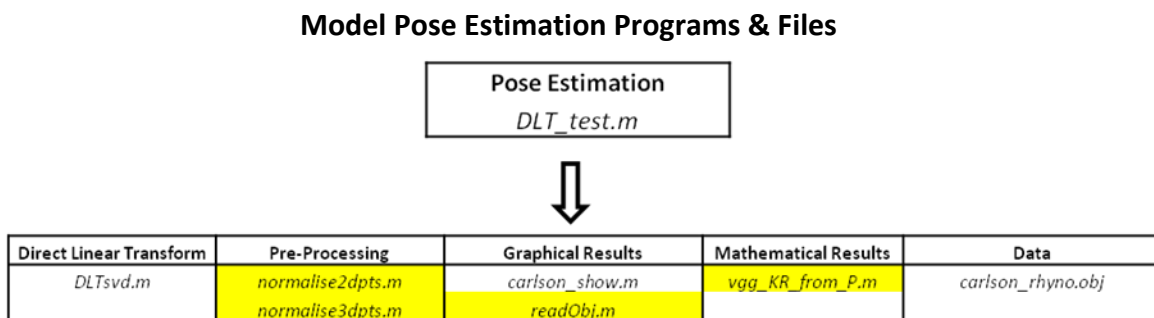 Model Pose Estimation Programs & Files
Pose Estimation
DLT_test.m
Direct Linear Transform Pre-Processing Graphical Results Mathematical Results Data
DLTsvd.m normalise2dpts.m carlson_show.m vgg_KR_from_P.m carlson_rhyno.obj
normalise3dpts.m readObj.m